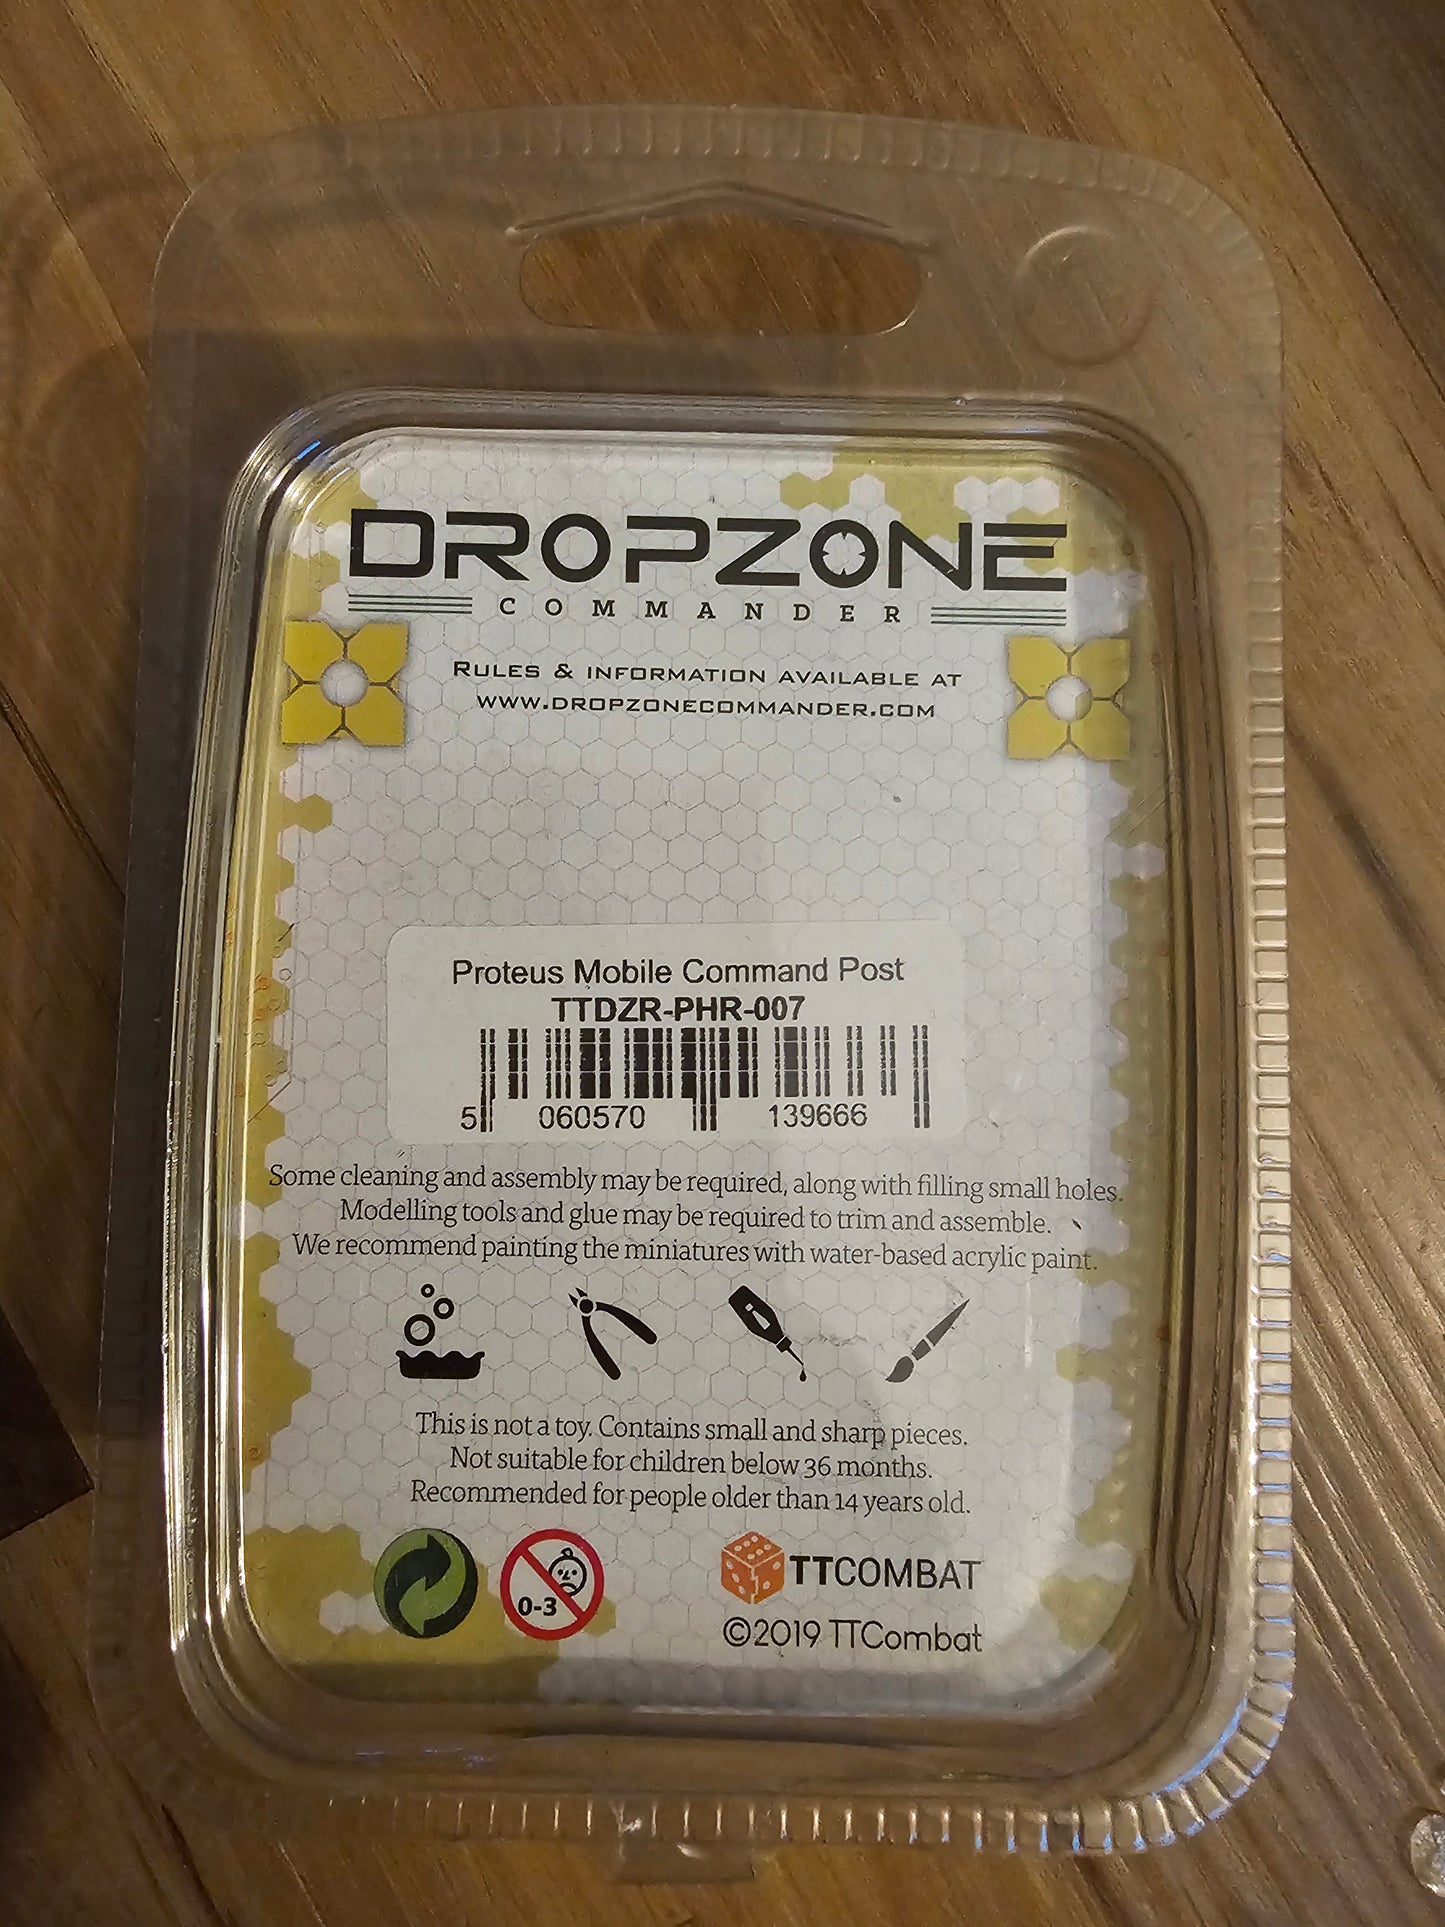 DROPZONE
COMMANDER
RULES & INFORMATION AVAILABLE AT
WWW.DROPZONECOMMANDER.COM
Proteus Mobile Command Post
TTDZR-PHR-007
5 060570 139666
Some cleaning and assembly may be required, along with filling small holes.
Modelling tools and glue may be required to trim and assemble.
We recommend painting the miniatures with water-based acrylic paint.
This is not a toy. Contains small and sharp pieces.
Not suitable for children below 36 months.
Recommended for people older than 14 years old.
0-3
TTCOMBAT
©2019 TTCombat